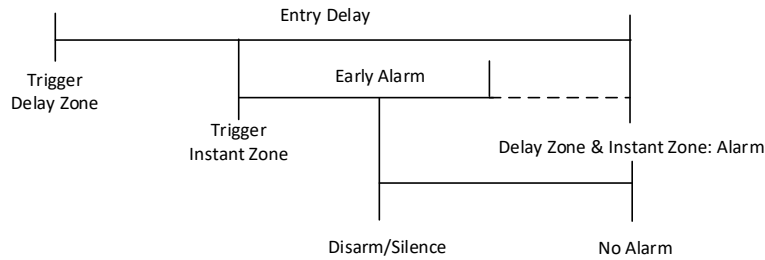 Entry Delay
Early Alarm
Trigger
Delay Zone
Trigger
Instant Zone
Delay Zone & Instant Zone: Alarm
Disarm/Silence
No Alarm